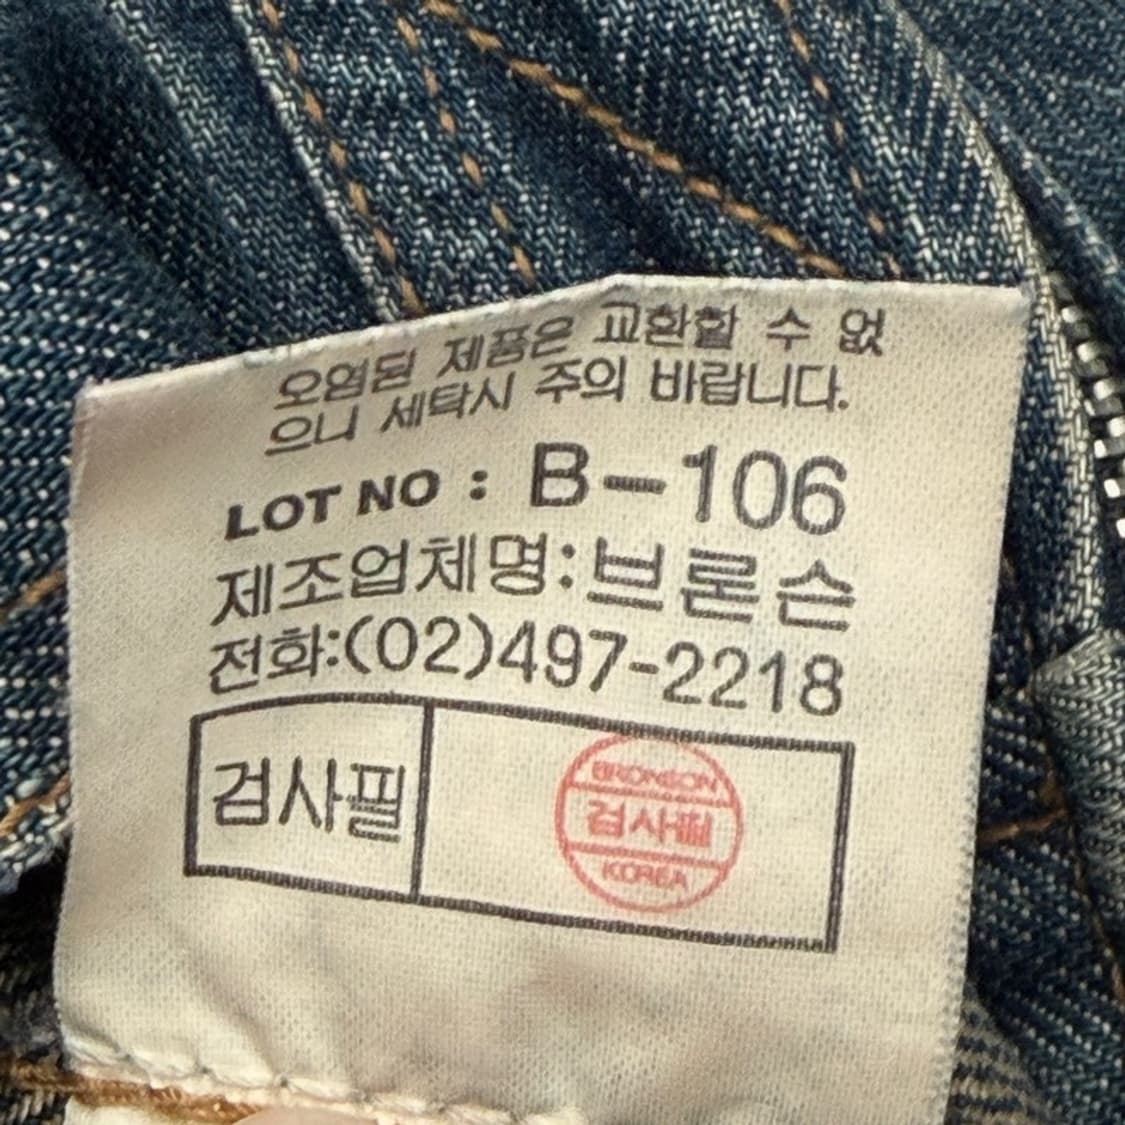 오염된 제품은 교환할 수 없
으니 세탁시 주의 바랍니다.
LOT NO : B-106
제조업체명:브론슨
전화:(02)497-2218
검사필
BRONSON
검사필
KOREA